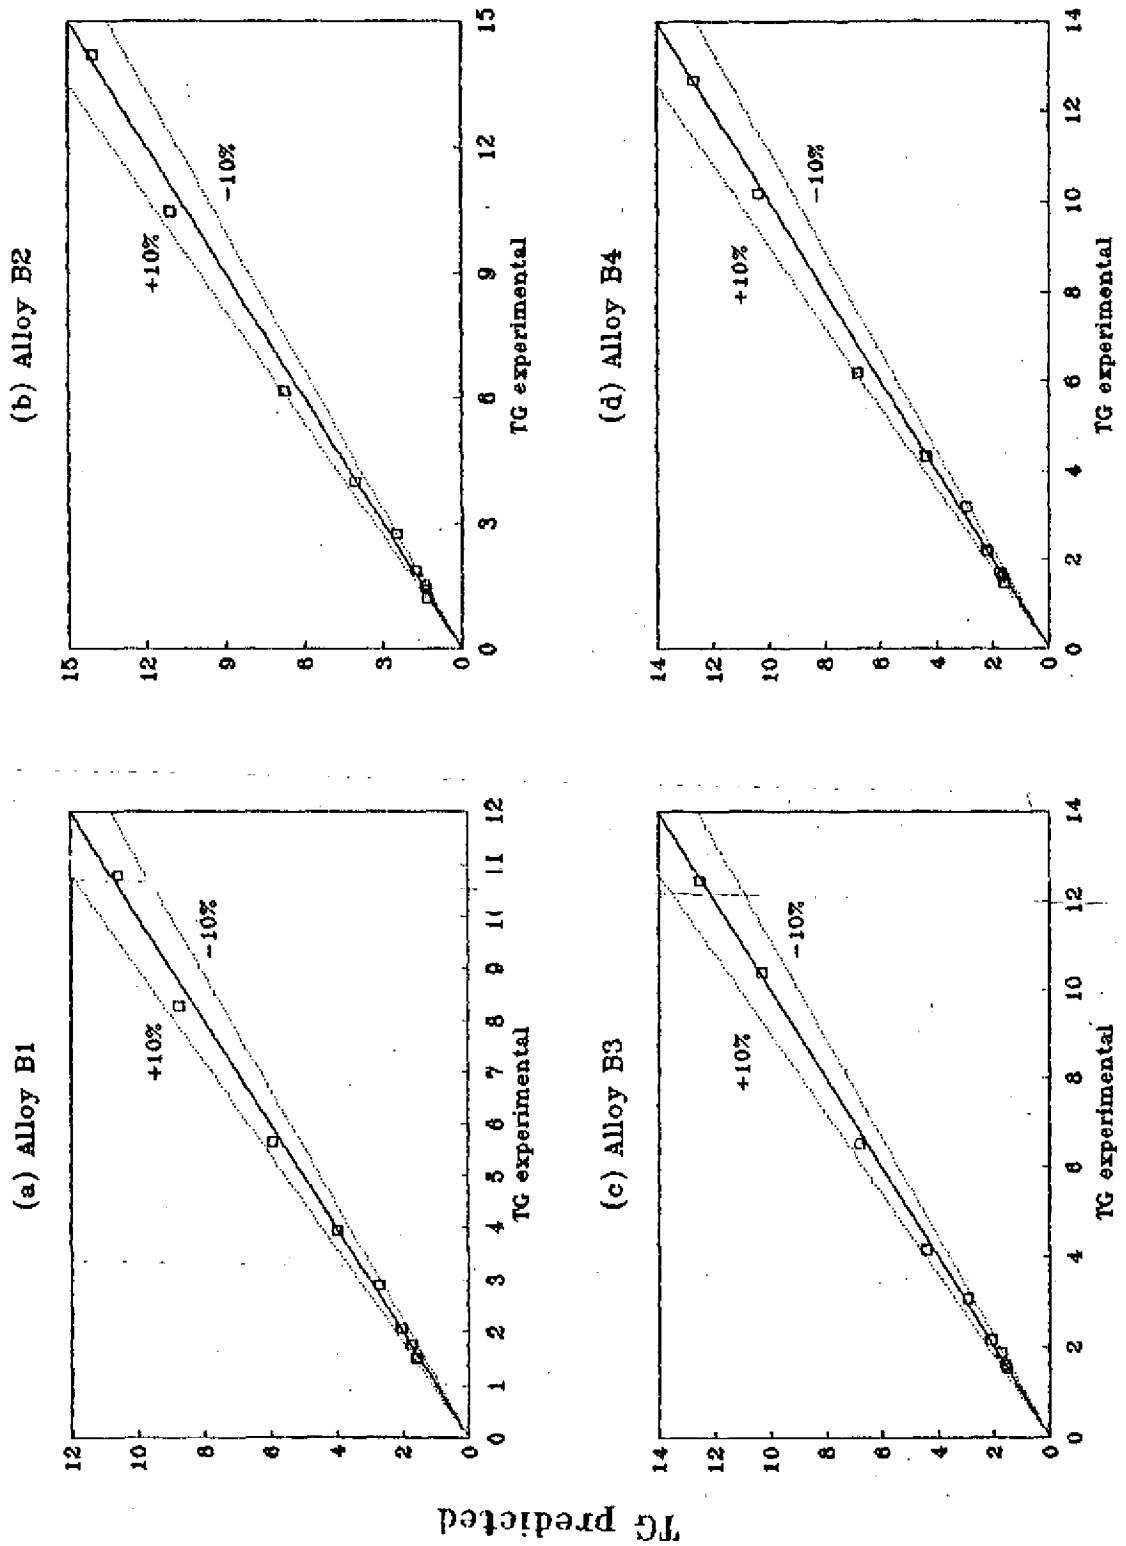 (a) Alloy B1
12
10
8
6
4
2
+10%
-10%
0 1 2 3 4 5 6 7 8 9 10 11 12
TG experimental
(b) Alloy B2
15
12
9
6
3
0
+10%
-10%
0 3 6 9 12 15
TG experimental
TG predicted
(c) Alloy B3
14
12
10
8
6
4
2
0
+10%
-10%
0 2 4 6 8 10 12 14
TG experimental
(d) Alloy B4
14
12
10
8
6
4
2
0
+10%
-10%
0 2 4 6 8 10 12 14
TG experimental